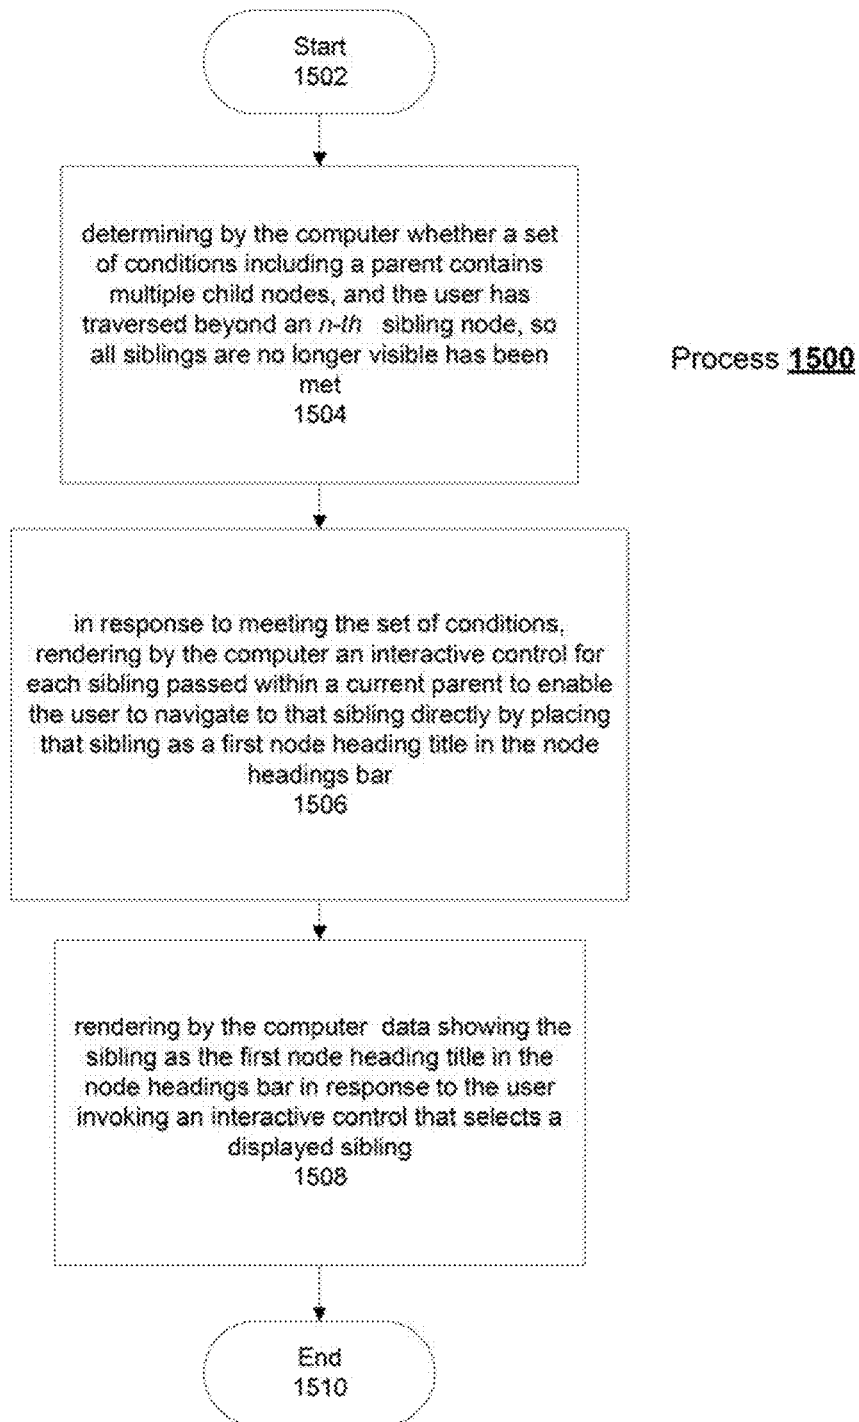 Start
1502
determining by the computer whether a set
of conditions including a parent contains
multiple child nodes, and the user has
traversed beyond an n-th sibling node, so
all siblings are no longer visible has been
met
1504
Process 1500
in response to meeting the set of conditions,
rendering by the computer an interactive control for
each sibling passed within a current parent to enable
the user to navigate to that sibling directly by placing
that sibling as a first node heading title in the node
headings bar
1506
rendering by the computer data showing the
sibling as the first node heading title in the
node headings bar in response to the user
invoking an interactive control that selects a
displayed sibling
1508
End
1510